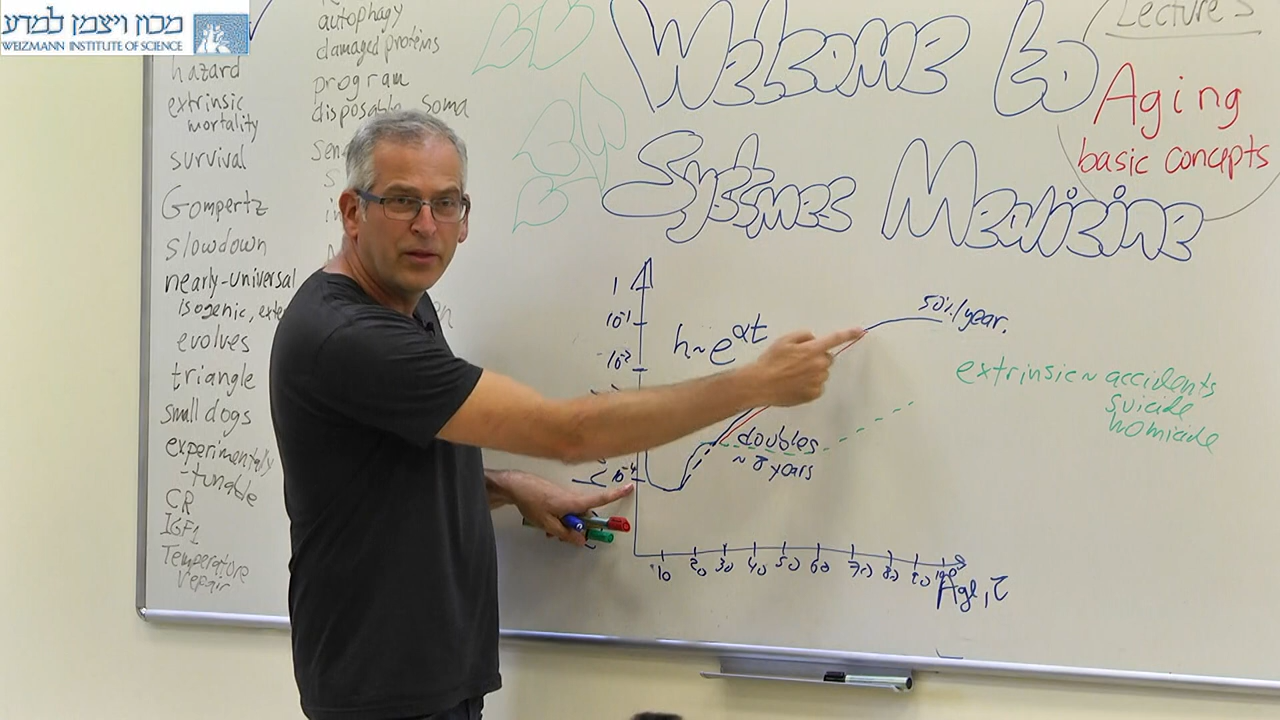 מכון ויצמן למדע
WEIZMANN INSTITUTE OF SCIENCE
hazard
extrinsic
mortality
survival
Gompertz
slowdown
nearly-universal
isogenic,
evolves
triangle
small dogs
experimentally
-tunable
CR
IGF1
Temperature
repair
autophagy
damaged proteins
program
disposable soma
Welcome to
Systmes Medicine
Lecture 3
Aging
basic concepts
1
10-1
10-2
10-4
h~e^αt
50%/year.
doubles
~ 8 years
extrinsic ~ accidents
suicide
homicide
10 20 30 40 50 60 70 80 90 100
Age, τ